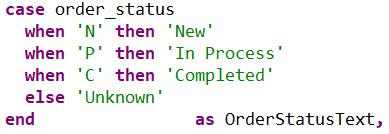 case order_status
when 'N' then 'New'
when 'P' then 'In Process'
when 'C' then 'Completed'
else 'Unknown'
end as OrderStatusText,